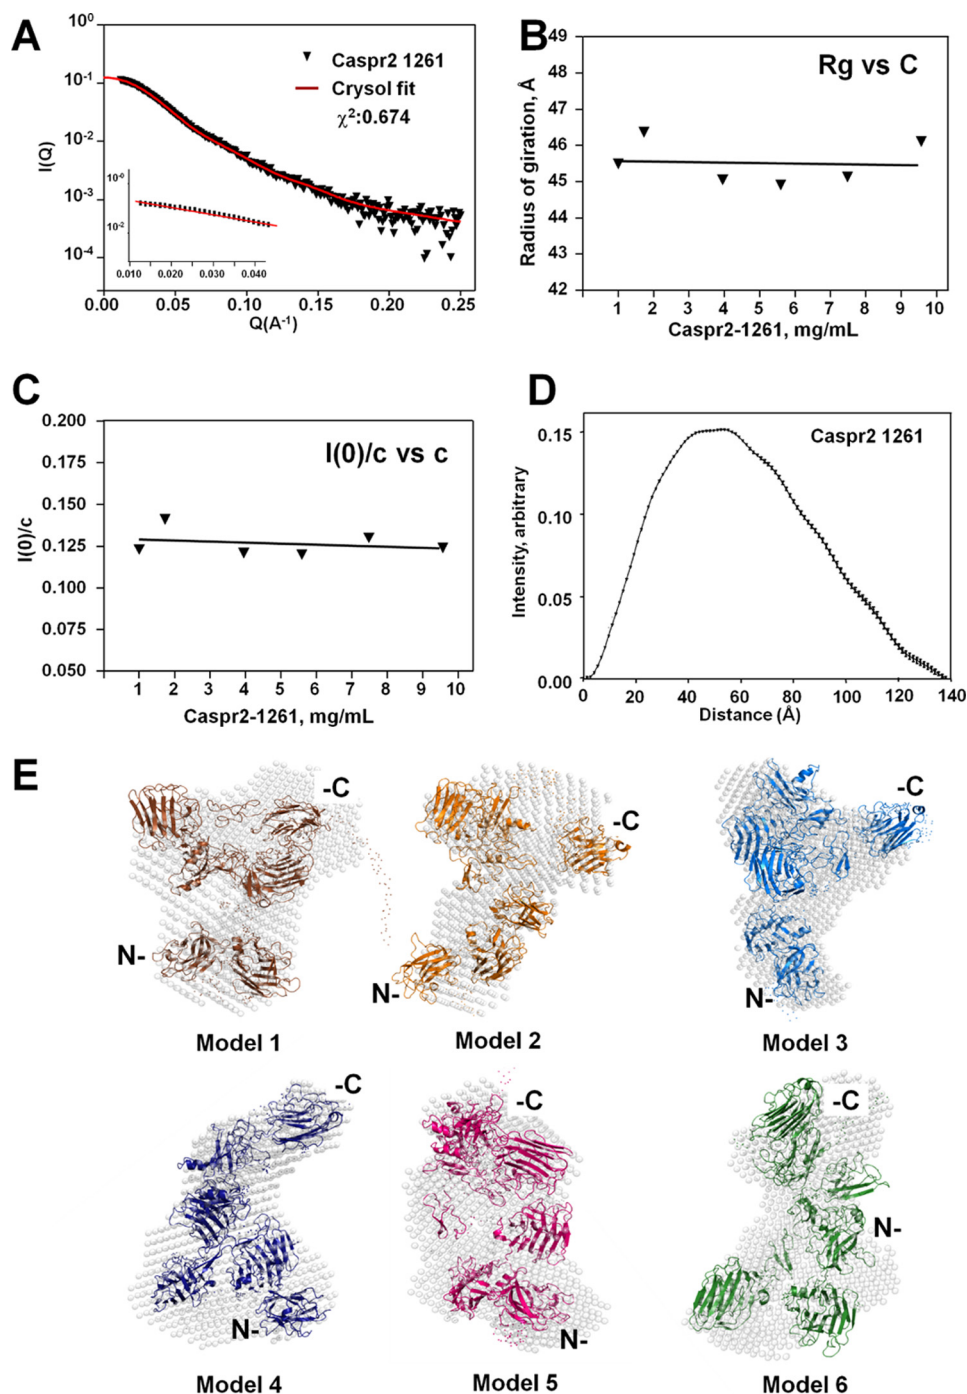 A
10⁰
10⁻¹
10⁻²
10⁻³
10⁻⁴
I(Q)
Caspr2 1261
Crysol fit
χ²:0.674
10⁻⁰
10⁻²
0.010 0.020 0.030 0.040
0.00 0.05 0.10 0.15 0.20 0.25
Q(A⁻¹)
B
Rg vs C
49
48
47
46
45
44
43
42
Radius of giration, Å
1 2 3 4 5 6 7 8 9 10
Caspr2-1261, mg/mL
C
I(0)/c vs c
0.200
0.175
0.150
0.125
0.100
0.075
0.050
I(0)/c
1 2 3 4 5 6 7 8 9 10
Caspr2-1261, mg/mL
D
Caspr2 1261
0.15
0.10
0.05
0.00
Intensity, arbitrary
0 20 40 60 80 100 120 140
Distance (Å)
E
-C
N-
Model 1
-C
N-
Model 2
-C
N-
Model 3
-C
N-
Model 4
-C
N-
Model 5
-C
N-
Model 6